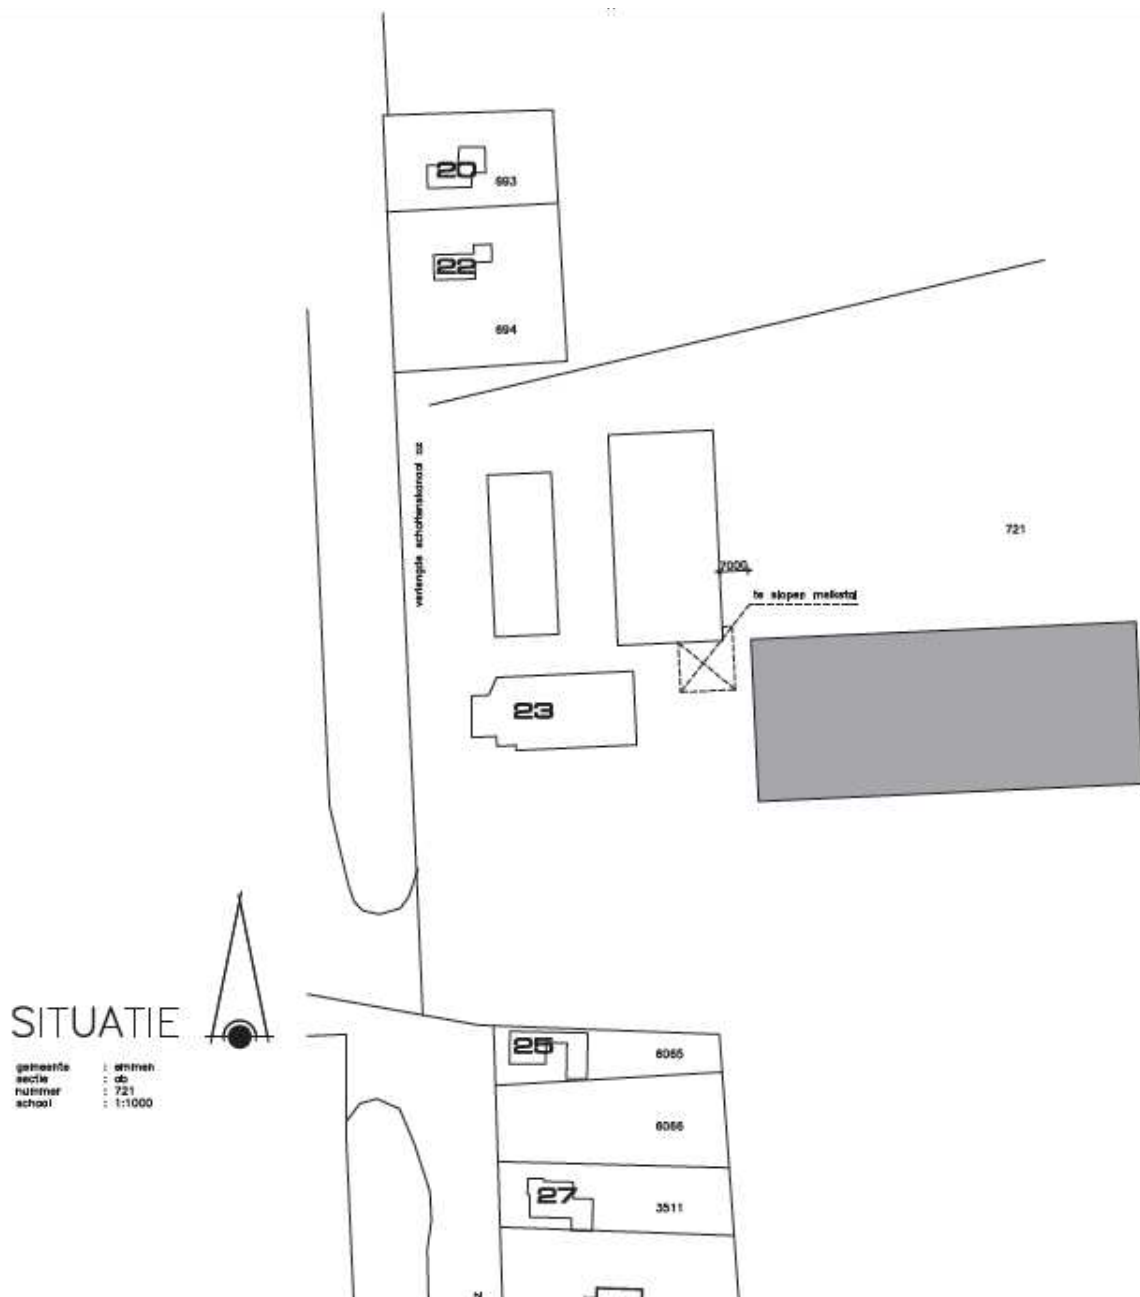 20
693
22
694
verlengde scholtenskanaal oz
721
7000
te slopen melkstal
23
SITUATIE
gemeente : emmen
sectie : ab
nummer : 721
schaal : 1:1000
25
6065
6066
27
3511